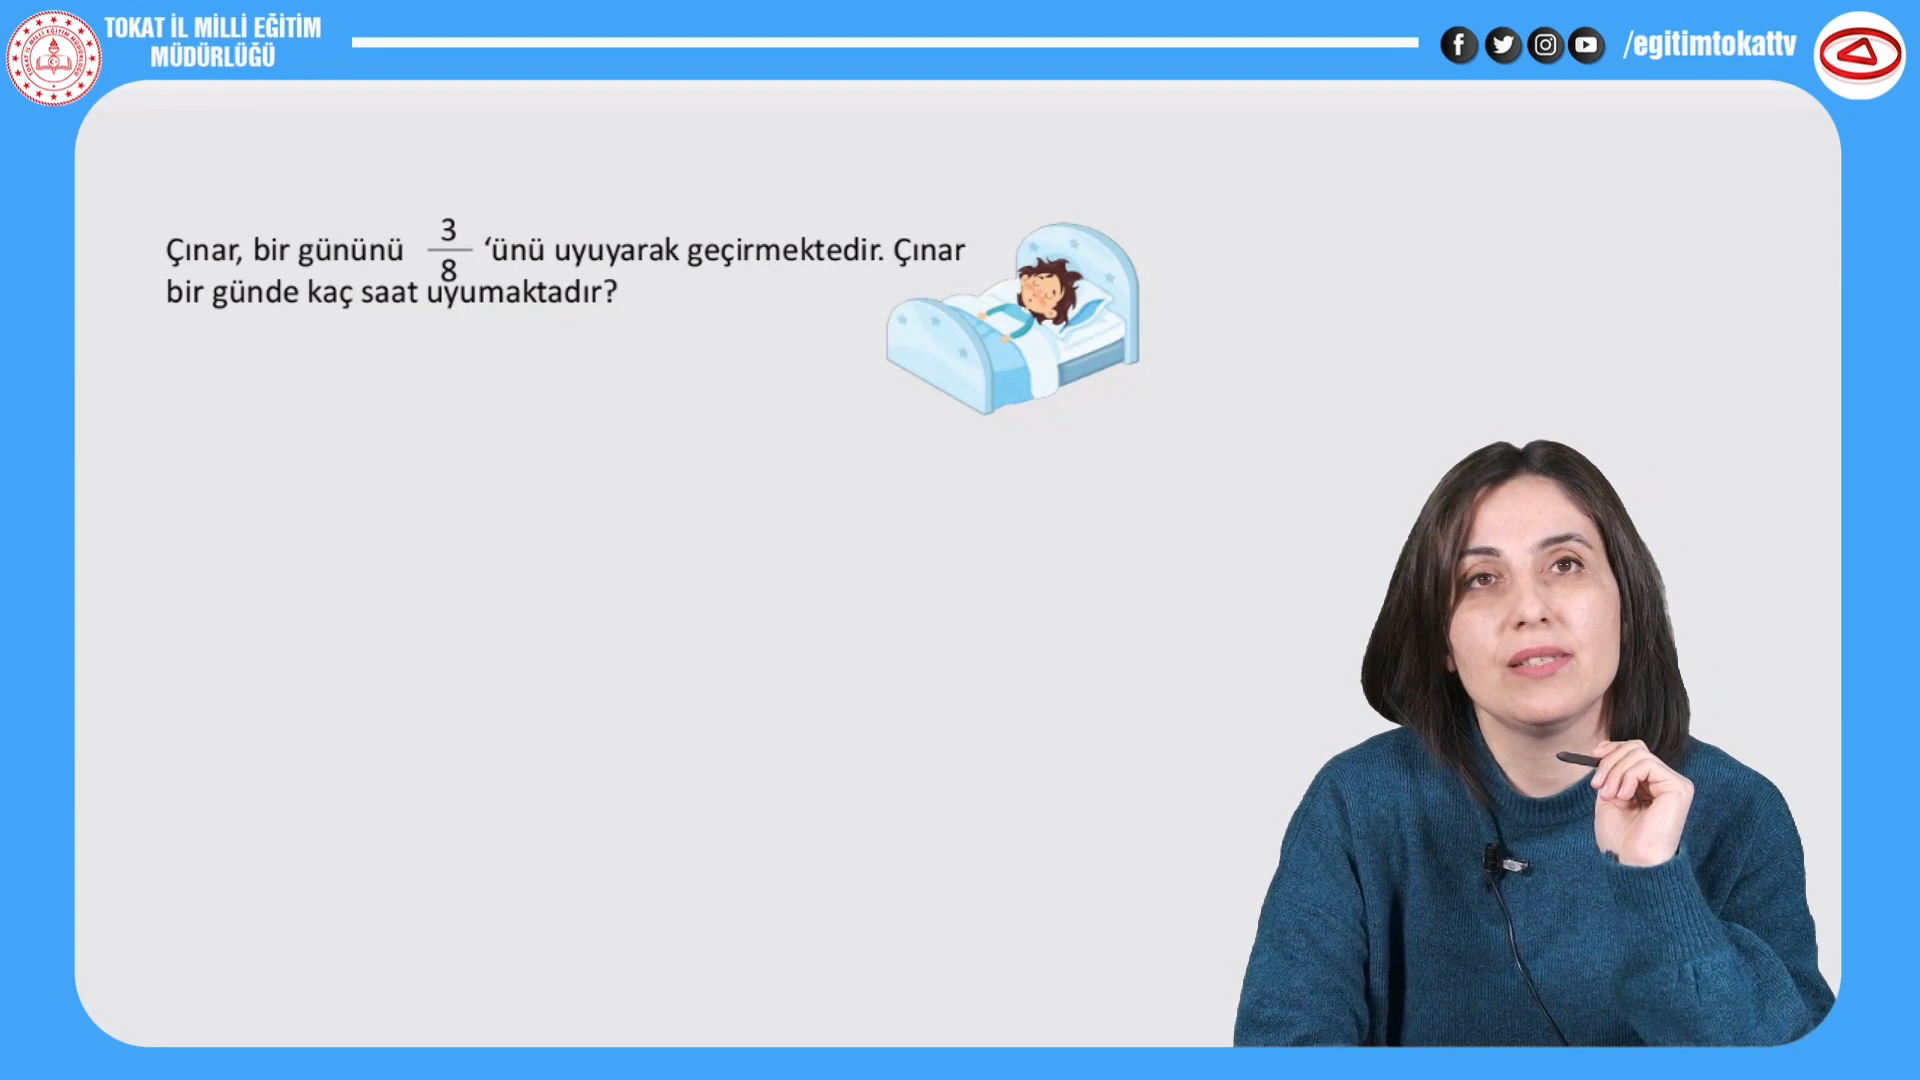 TOKAT İL MİLLİ EĞİTİM
MÜDÜRLÜĞÜ
/egitimtokattv
Çınar, bir gününü 3/8 ‘ünü uyuyarak geçirmektedir. Çınar
bir günde kaç saat uyumaktadır?